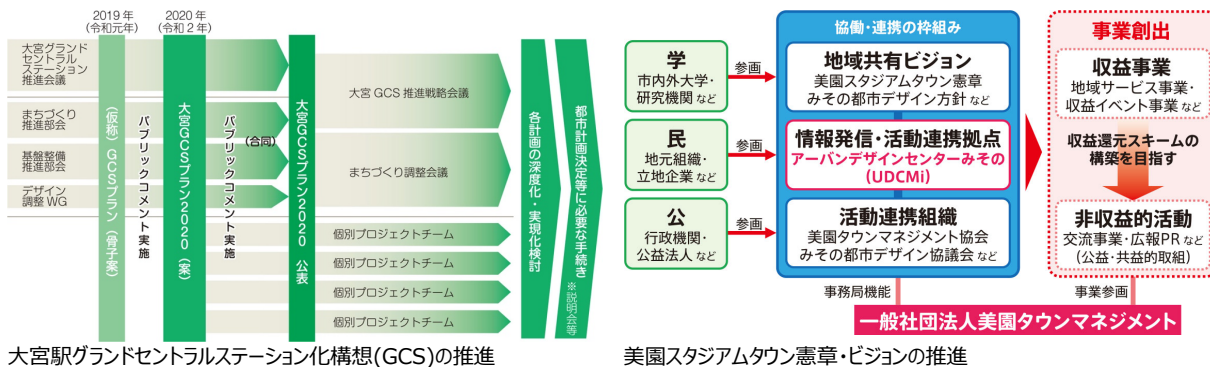 2019年
(令和元年)
2020年
(令和2年)
大宮グランド
セントラル
ステーション
推進会議
まちづくり
推進部会
基盤整備
推進部会
デザイン
調整WG
(仮称)GCSプラン(骨子案)
パブリックコメント実施
大宮GCSプラン2020(案)
パブリックコメント実施
(合同)
大宮GCSプラン2020 公表
大宮GCS推進戦略会議
まちづくり調整会議
個別プロジェクトチーム
個別プロジェクトチーム
個別プロジェクトチーム
個別プロジェクトチーム
各計画の深度化・実現化検討
都市計画決定等に必要な手続き
※説明会等
大宮駅グランドセントラルステーション化構想(GCS)の推進
学
市内外大学・
研究機関 など
参画
民
地元組織・
立地企業 など
参画
公
行政機関・
公益法人 など
参画
協働・連携の枠組み
地域共有ビジョン
美園スタジアムタウン憲章
みその都市デザイン方針 など
情報発信・活動連携拠点
アーバンデザインセンターみその
(UDCMi)
活動連携組織
美園タウンマネジメント協会
みその都市デザイン協議会 など
事業創出
収益事業
地域サービス事業・
収益イベント事業 など
収益還元スキームの
構築を目指す
非収益的活動
交流事業・広報PR など
(公益・共益的取組)
事務局機能
事業参画
一般社団法人美園タウンマネジメント
美園スタジアムタウン憲章・ビジョンの推進